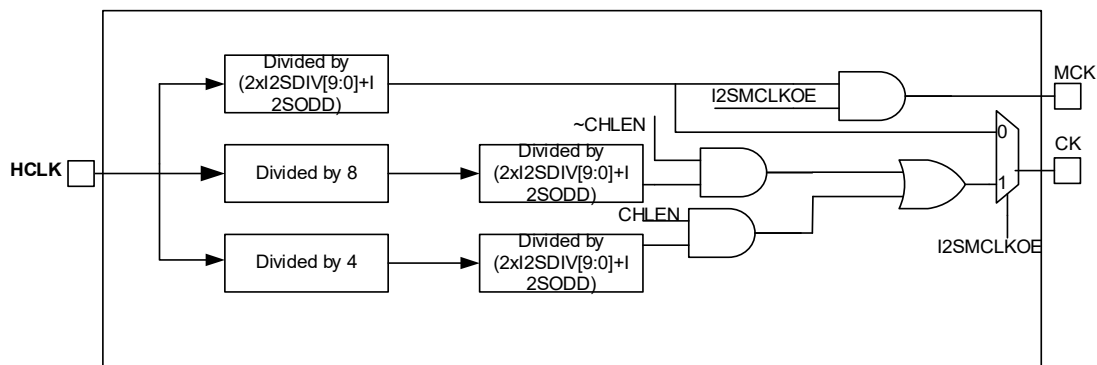 Divided by
(2xI2SDIV[9:0]+I
2SODD)
I2SMCLKOE
MCK
~CHLEN
0
CK
HCLK
Divided by 8
Divided by
(2xI2SDIV[9:0]+I
2SODD)
1
CHLEN
I2SMCLKOE
Divided by 4
Divided by
(2xI2SDIV[9:0]+I
2SODD)